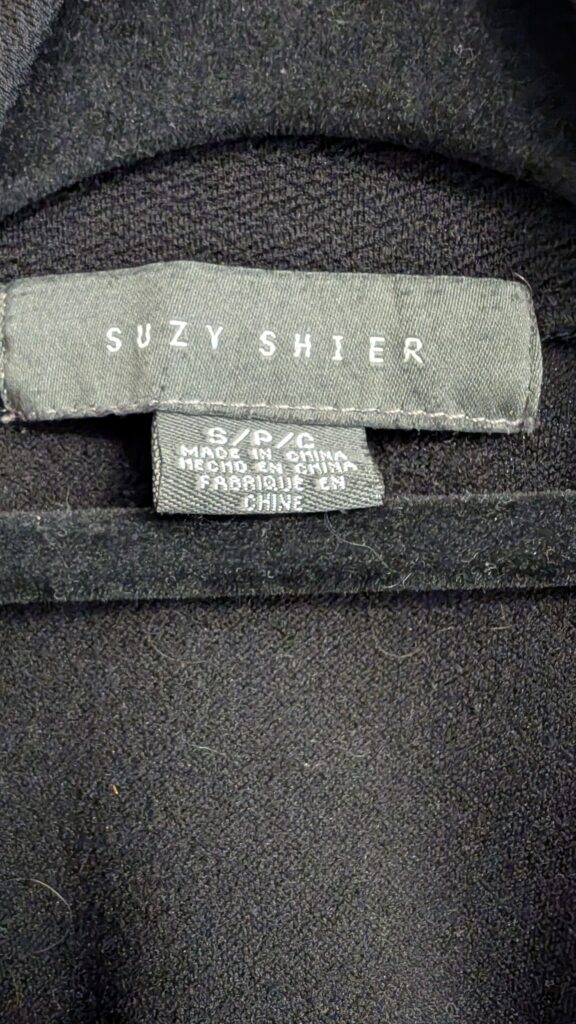 SUZY SHIER
S/P/C
MADE IN CHINA
HECHO EN CHINA
FABRIQUE EN
CHINE